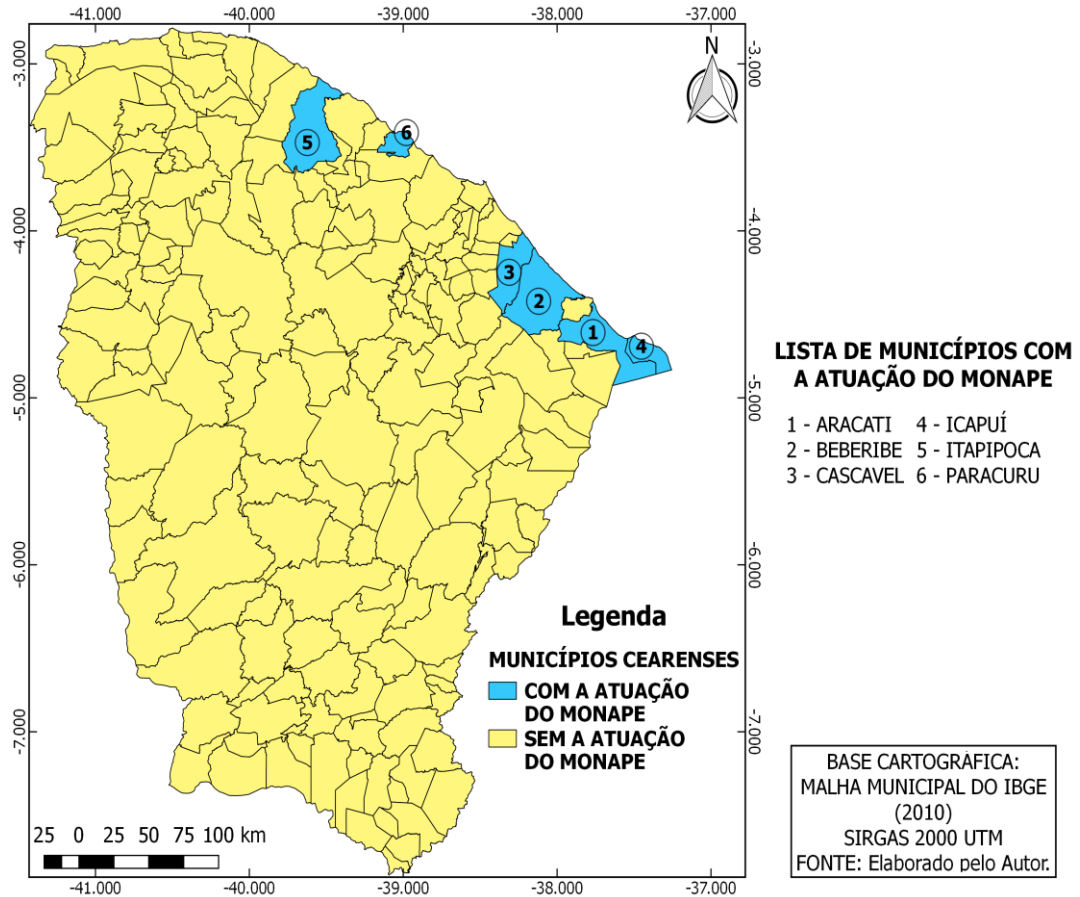 -41.000 -40.000 -39.000 -38.000 -37.000
-3.000
-3.000
N
5
6
-4.000
-4.000
3
2
1
4
LISTA DE MUNICÍPIOS COM
A ATUAÇÃO DO MONAPE
1 - ARACATI 4 - ICAPUÍ
2 - BEBERIBE 5 - ITAPIPOCA
3 - CASCAVEL 6 - PARACURU
-5.000
-5.000
-6.000
-6.000
Legenda
MUNICÍPIOS CEARENSES
COM A ATUAÇÃO
DO MONAPE
SEM A ATUAÇÃO
DO MONAPE
-7.000
-7.000
BASE CARTOGRÁFICA:
MALHA MUNICIPAL DO IBGE
(2010)
SIRGAS 2000 UTM
FONTE: Elaborado pelo Autor.
25 0 25 50 75 100 km
-41.000 -40.000 -39.000 -38.000 -37.000